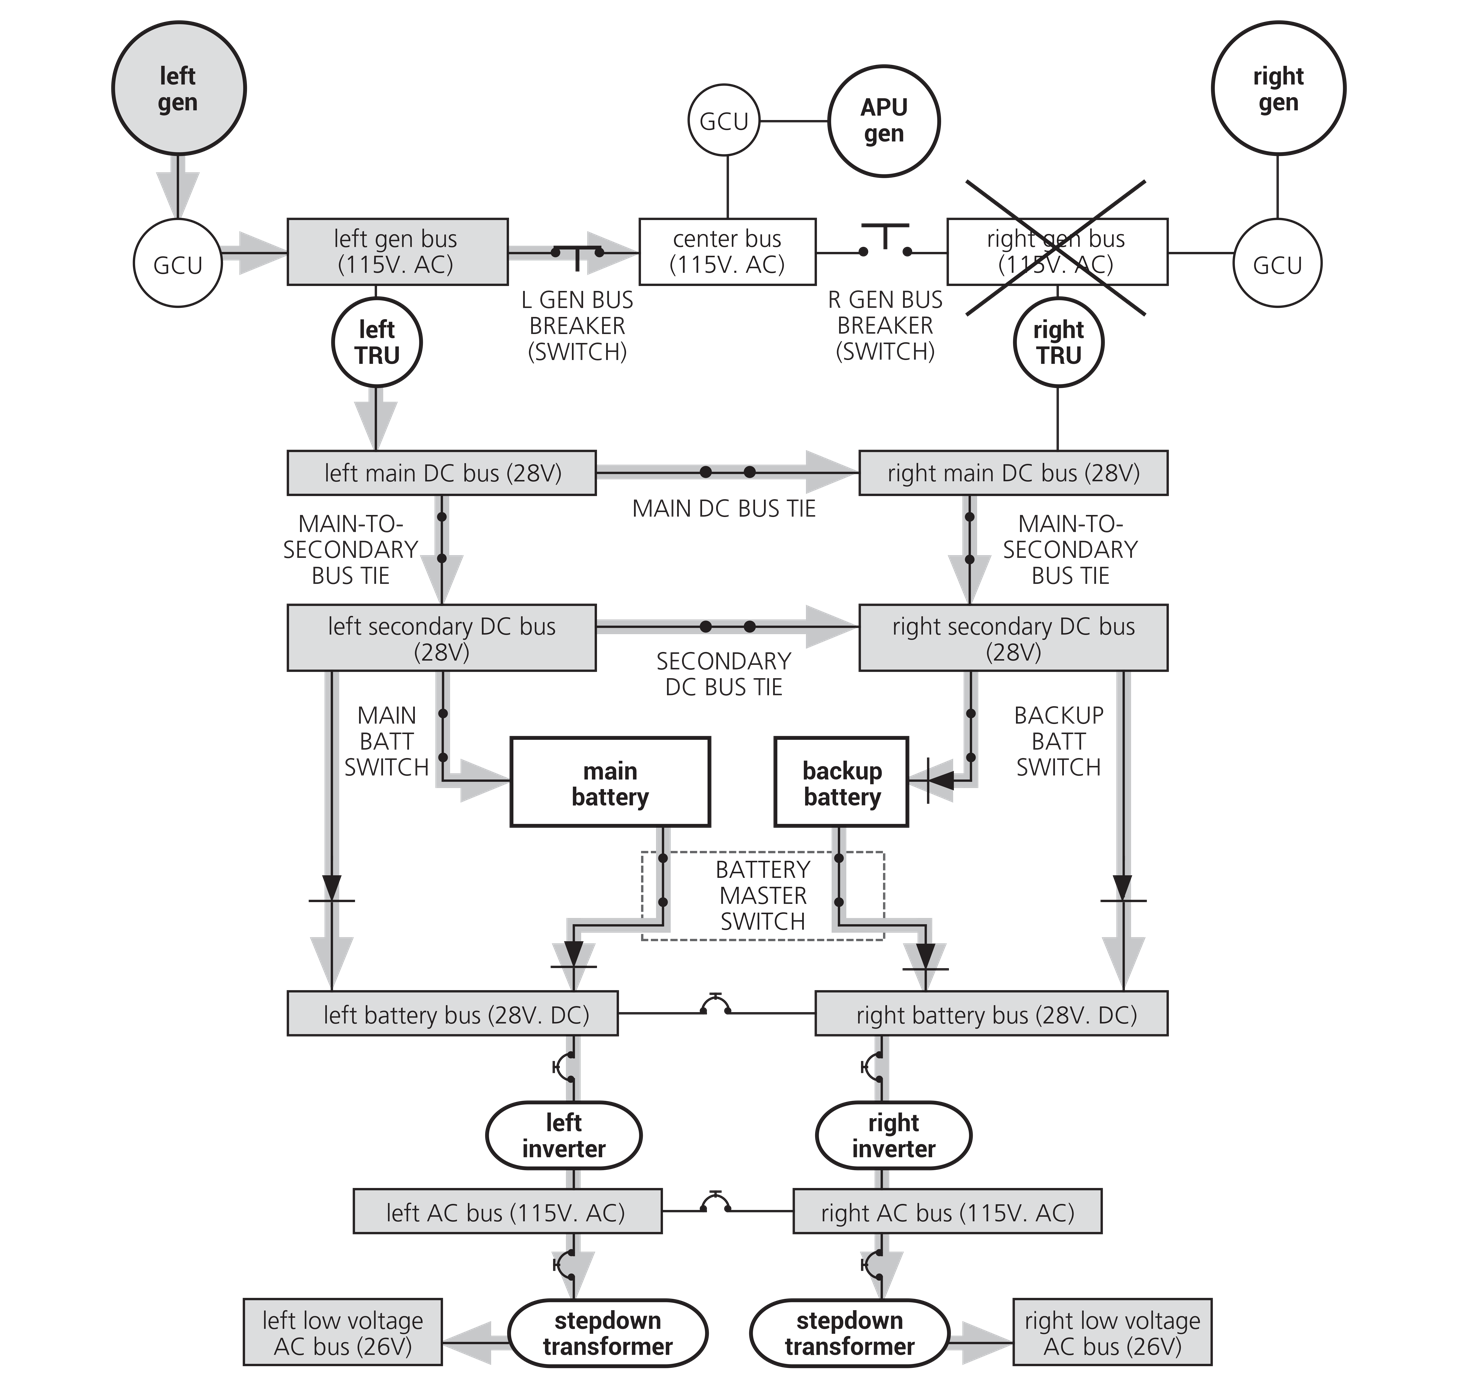 left
gen
GCU
APU
gen
right
gen
GCU
left gen bus
(115V. AC)
center bus
(115V. AC)
right gen bus
(115V. AC)
GCU
L GEN BUS
BREAKER
(SWITCH)
R GEN BUS
BREAKER
(SWITCH)
left
TRU
right
TRU
left main DC bus (28V)
right main DC bus (28V)
MAIN DC BUS TIE
MAIN-TO-
SECONDARY
BUS TIE
MAIN-TO-
SECONDARY
BUS TIE
left secondary DC bus
(28V)
right secondary DC bus
(28V)
SECONDARY
DC BUS TIE
MAIN
BATT
SWITCH
BACKUP
BATT
SWITCH
main
battery
backup
battery
BATTERY
MASTER
SWITCH
left battery bus (28V. DC)
right battery bus (28V. DC)
left
inverter
right
inverter
left AC bus (115V. AC)
right AC bus (115V. AC)
left low voltage
AC bus (26V)
stepdown
transformer
stepdown
transformer
right low voltage
AC bus (26V)